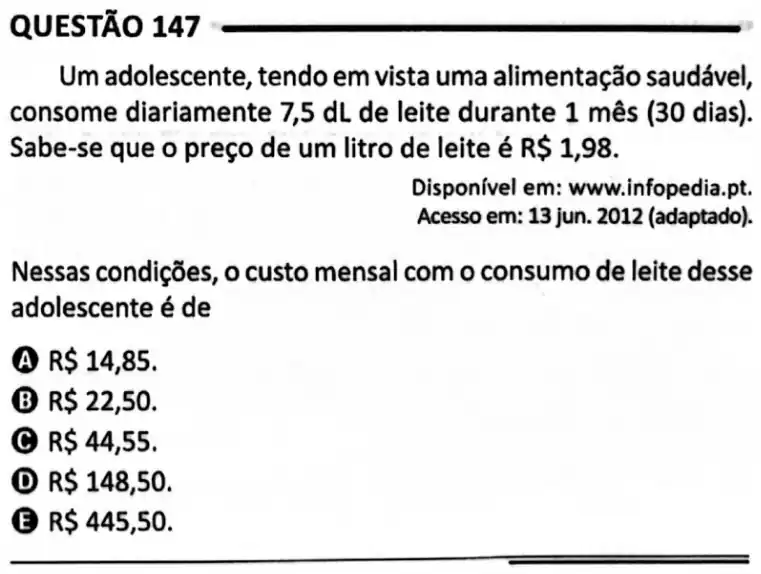 QUESTÃO 147
Um adolescente, tendo em vista uma alimentação saudável,
consome diariamente 7,5 dL de leite durante 1 mês (30 dias).
Sabe-se que o preço de um litro de leite é R$ 1,98.
Disponível em: www.infopedia.pt.
Acesso em: 13 jun. 2012 (adaptado).
Nessas condições, o custo mensal com o consumo de leite desse
adolescente é de
A R$ 14,85.
B R$ 22,50.
C R$ 44,55.
D R$ 148,50.
E R$ 445,50.